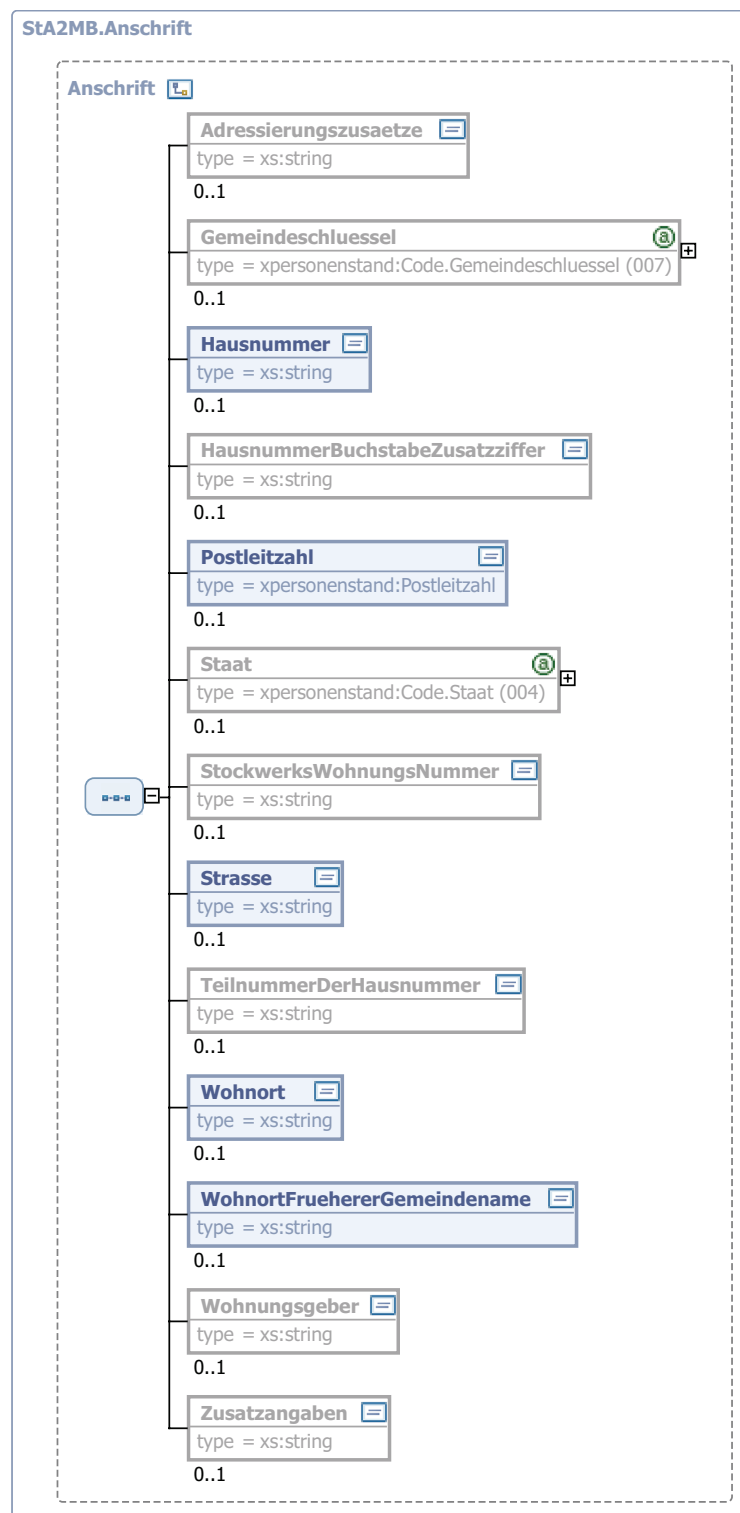 StA2MB.Anschrift
Anschrift
Adressierungszusaetze
type = xs:string
0..1
Gemeindeschluessel
type = xpersonenstand:Code.Gemeindeschluessel (007)
0..1
Hausnummer
type = xs:string
0..1
HausnummerBuchstabeZusatzziffer
type = xs:string
0..1
Postleitzahl
type = xpersonenstand:Postleitzahl
0..1
Staat
type = xpersonenstand:Code.Staat (004)
0..1
StockwerksWohnungsNummer
type = xs:string
0..1
Strasse
type = xs:string
0..1
TeilnummerDerHausnummer
type = xs:string
0..1
Wohnort
type = xs:string
0..1
WohnortFruehererGemeindename
type = xs:string
0..1
Wohnungsgeber
type = xs:string
0..1
Zusatzangaben
type = xs:string
0..1